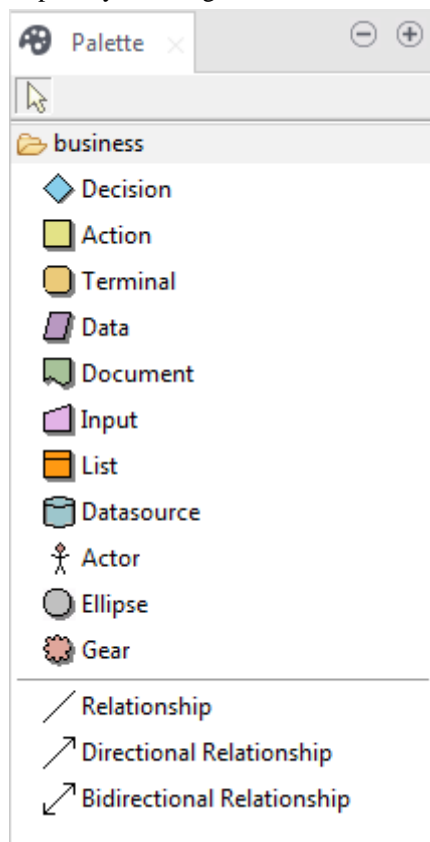 Palette
business
Decision
Action
Terminal
Data
Document
Input
List
Datasource
Actor
Ellipse
Gear
Relationship
Directional Relationship
Bidirectional Relationship